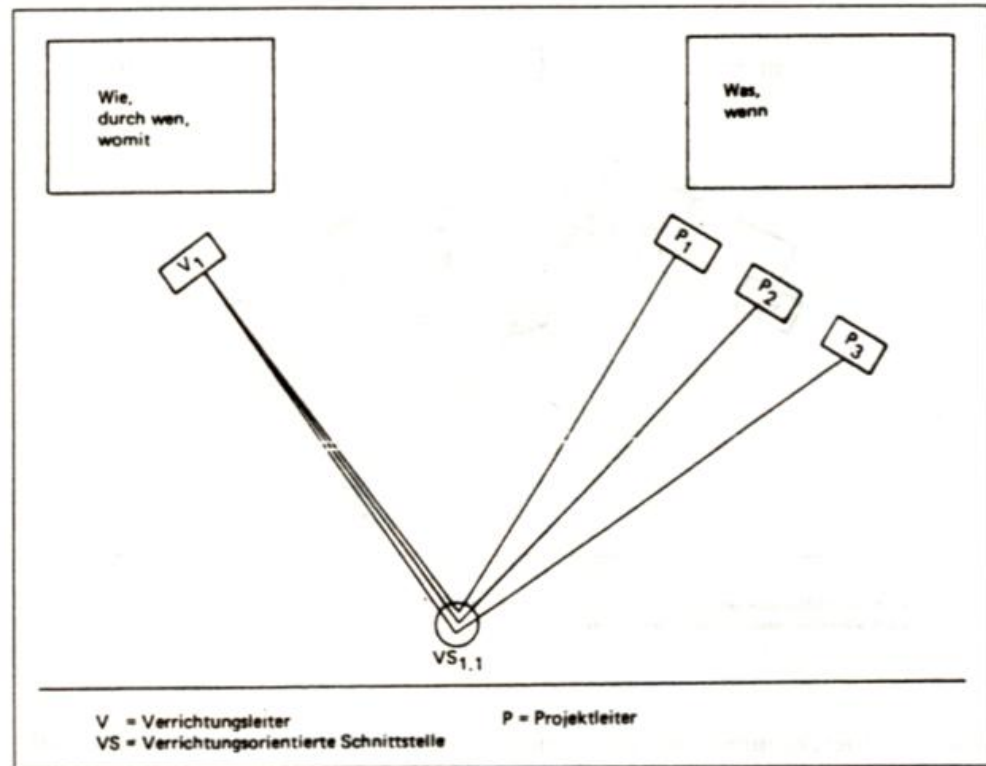 Wie,
durch wen,
womit
Was,
wenn
V1
P1
P2
P3
VS1,1
V = Verrichtungsleiter
P = Projektleiter
VS = Verrichtungsorientierte Schnittstelle